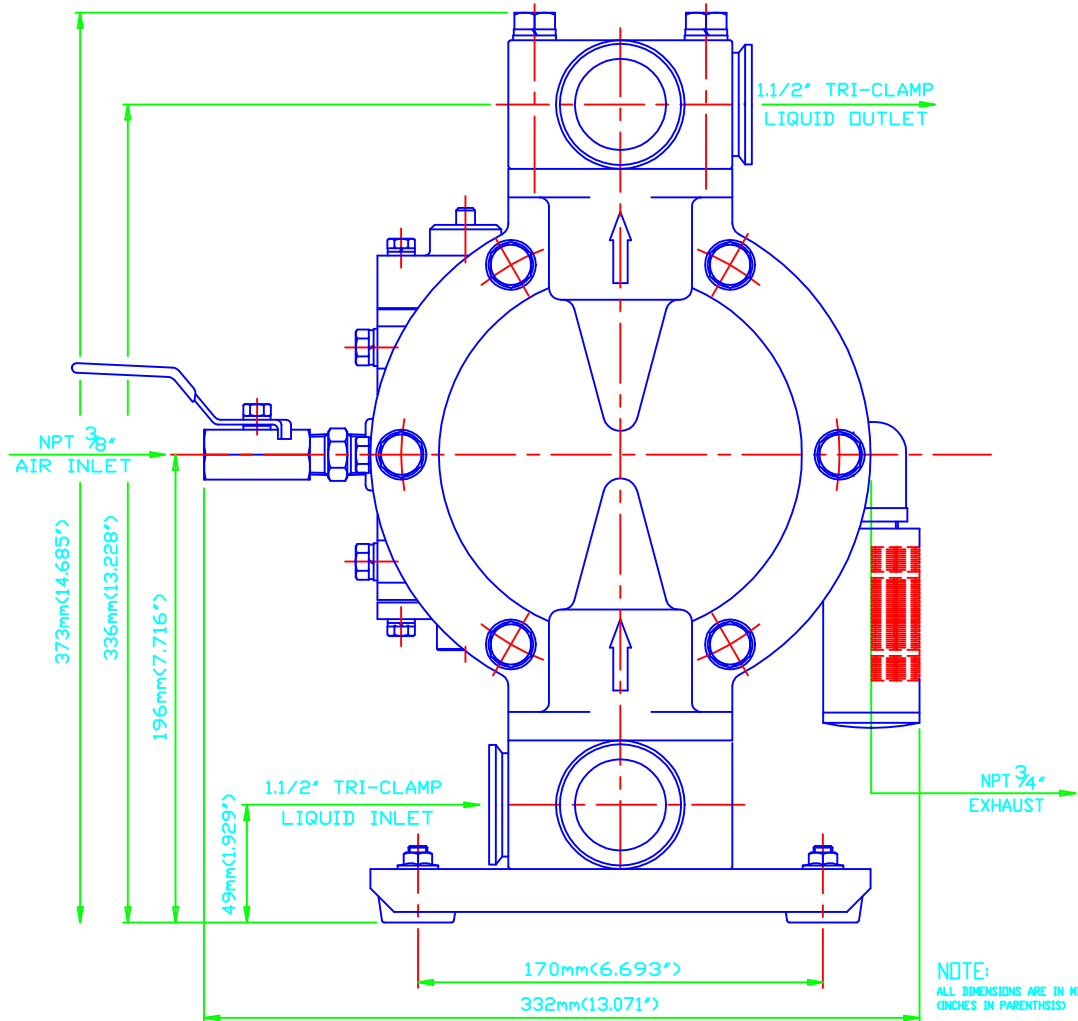 1.1/2" TRI-CLAMP
LIQUID OUTLET
NPT 3/8"
AIR INLET
373mm(14.685")
336mm(13.228")
196mm(7.716")
49mm(1.929")
1.1/2" TRI-CLAMP
LIQUID INLET
NPT 3/4"
EXHAUST
170mm(6.693")
332mm(13.071")
NOTE:
ALL DIMENSIONS ARE IN
(INCHES IN PARENTHSIS)